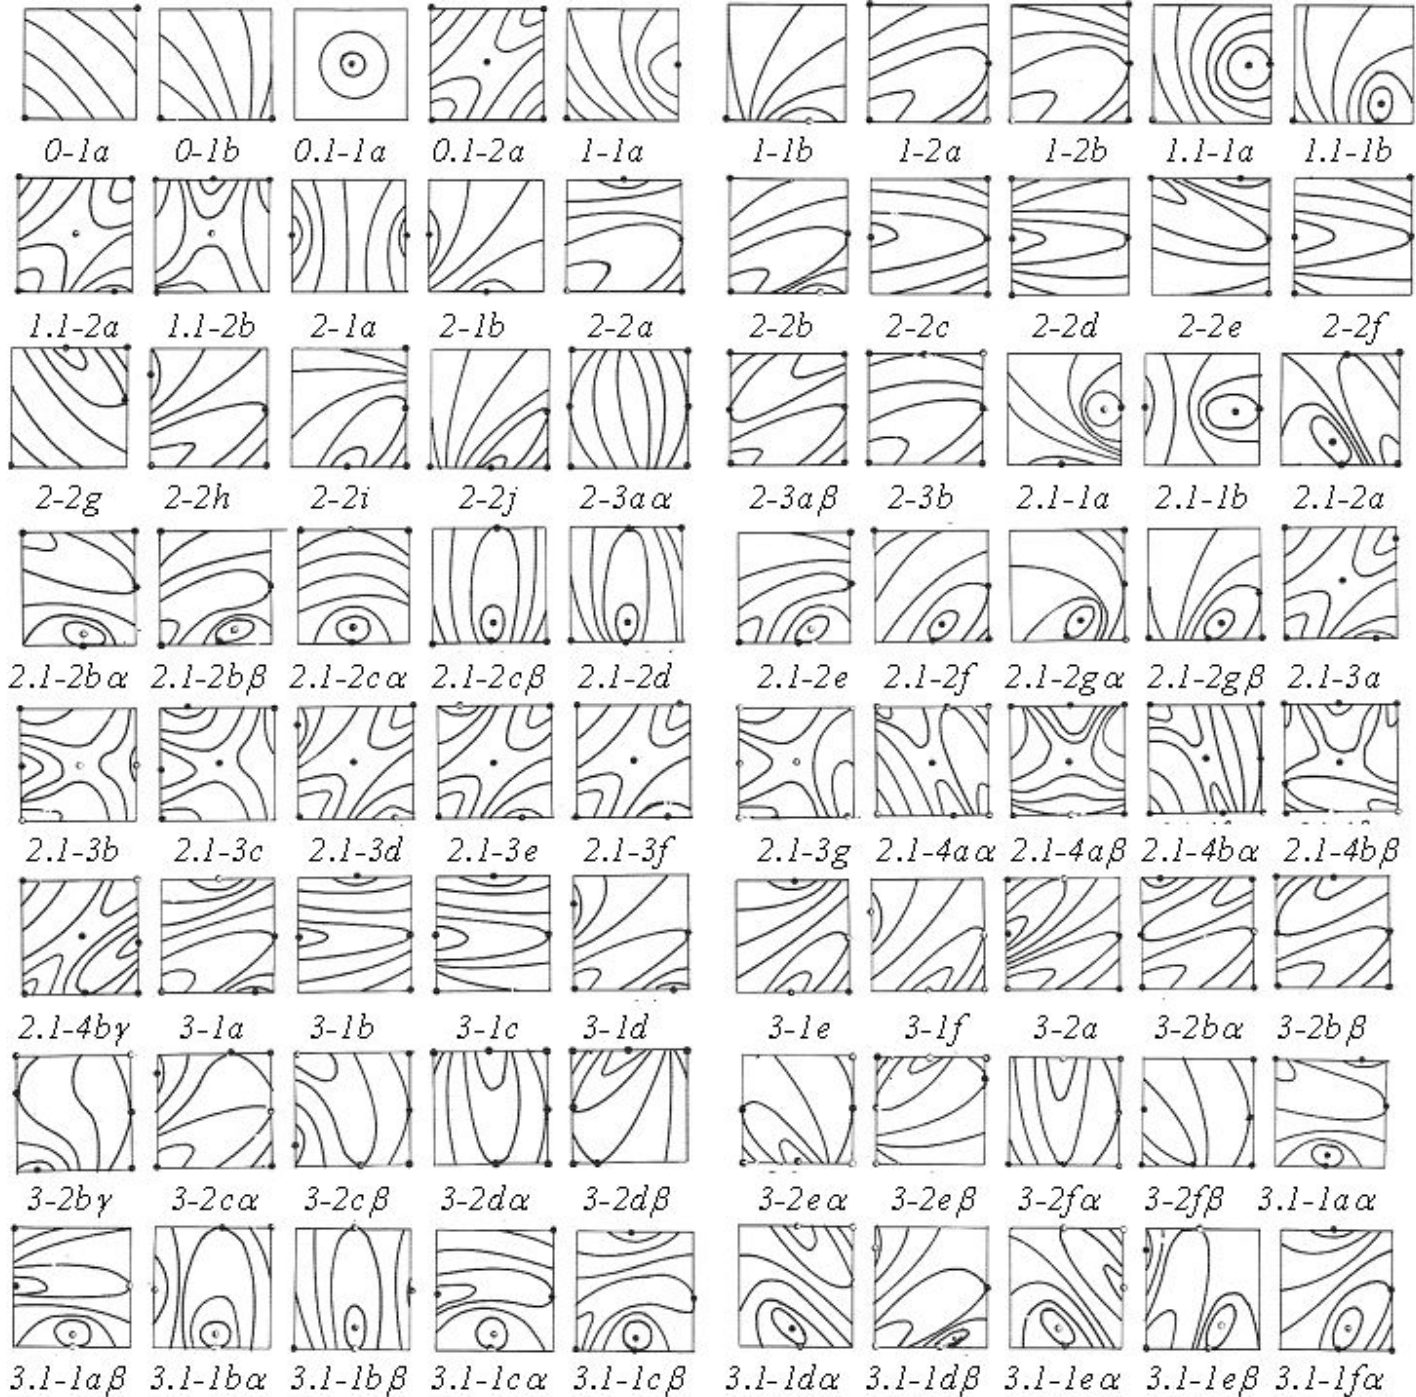 0-1a 0-1b 0.1-1a 0.1-2a 1-1a 1-1b 1-2a 1-2b 1.1-1a 1.1-1b
1.1-2a 1.1-2b 2-1a 2-1b 2-2a 2-2b 2-2c 2-2d 2-2e 2-2f
2-2g 2-2h 2-2i 2-2j 2-3aα 2-3aβ 2-3b 2.1-1a 2.1-1b 2.1-2a
2.1-2bα 2.1-2bβ 2.1-2cα 2.1-2cβ 2.1-2d 2.1-2e 2.1-2f 2.1-2gα 2.1-2gβ 2.1-3a
2.1-3b 2.1-3c 2.1-3d 2.1-3e 2.1-3f 2.1-3g 2.1-4aα 2.1-4aβ 2.1-4bα 2.1-4bβ
2.1-4bγ 3-1a 3-1b 3-1c 3-1d 3-1e 3-1f 3-2a 3-2bα 3-2bβ
3-2bγ 3-2cα 3-2cβ 3-2dα 3-2dβ 3-2eα 3-2eβ 3-2fα 3-2fβ 3.1-1aα
3.1-1aβ 3.1-1bα 3.1-1bβ 3.1-1cα 3.1-1cβ 3.1-1dα 3.1-1dβ 3.1-1eα 3.1-1eβ 3.1-1fα